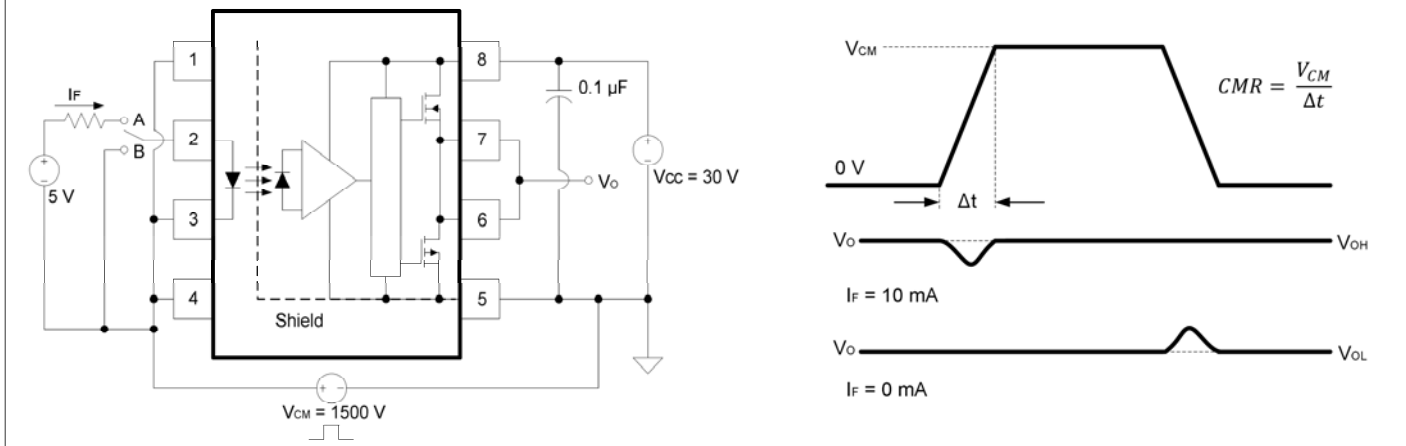 1
2
3
4
8
7
6
5
IF
A
B
+
−
5 V
Shield
0.1 µF
+
−
VCC = 30 V
VO
+ −
VCM = 1500 V
VCM
0 V
Δt
CMR = VCM / Δt
VO
VOH
IF = 10 mA
VO
VOL
IF = 0 mA